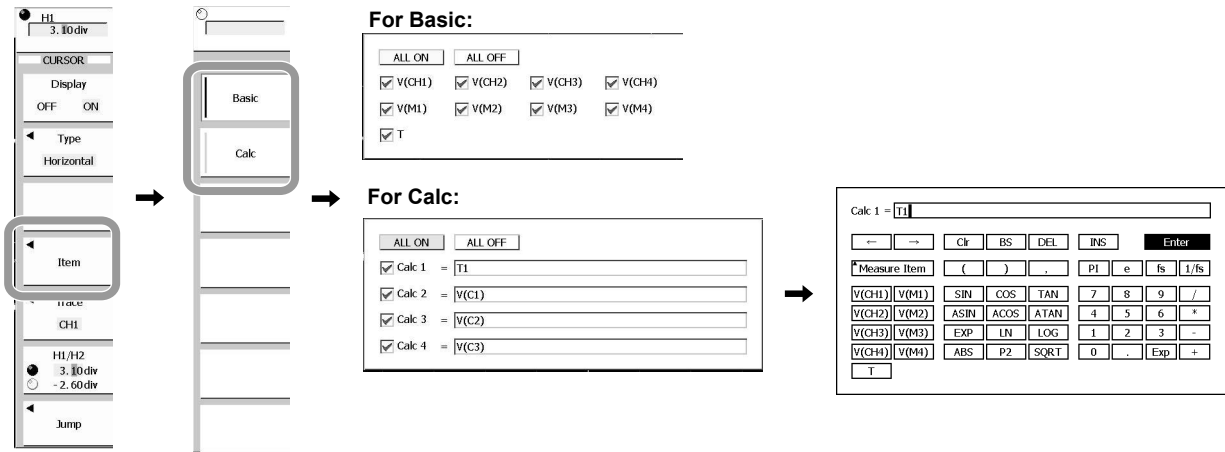 H1
3.10div
CURSOR
Display
OFF ON
Type
Horizontal
Item
Trace
CH1
H1/H2
3.10div
-2.60div
Jump
Basic
Calc
For Basic:
ALL ON ALL OFF
V(CH1) V(CH2) V(CH3) V(CH4)
V(M1) V(M2) V(M3) V(M4)
T
For Calc:
ALL ON ALL OFF
Calc 1 = T1
Calc 2 = V(C1)
Calc 3 = V(C2)
Calc 4 = V(C3)
Calc 1 = T1
← → Clr BS DEL INS Enter
Measure Item ( ) , PI e fs 1/fs
V(CH1) V(M1) SIN COS TAN 7 8 9 /
V(CH2) V(M2) ASIN ACOS ATAN 4 5 6 *
V(CH3) V(M3) EXP LN LOG 1 2 3 -
V(CH4) V(M4) ABS P2 SQRT 0 . Exp +
T